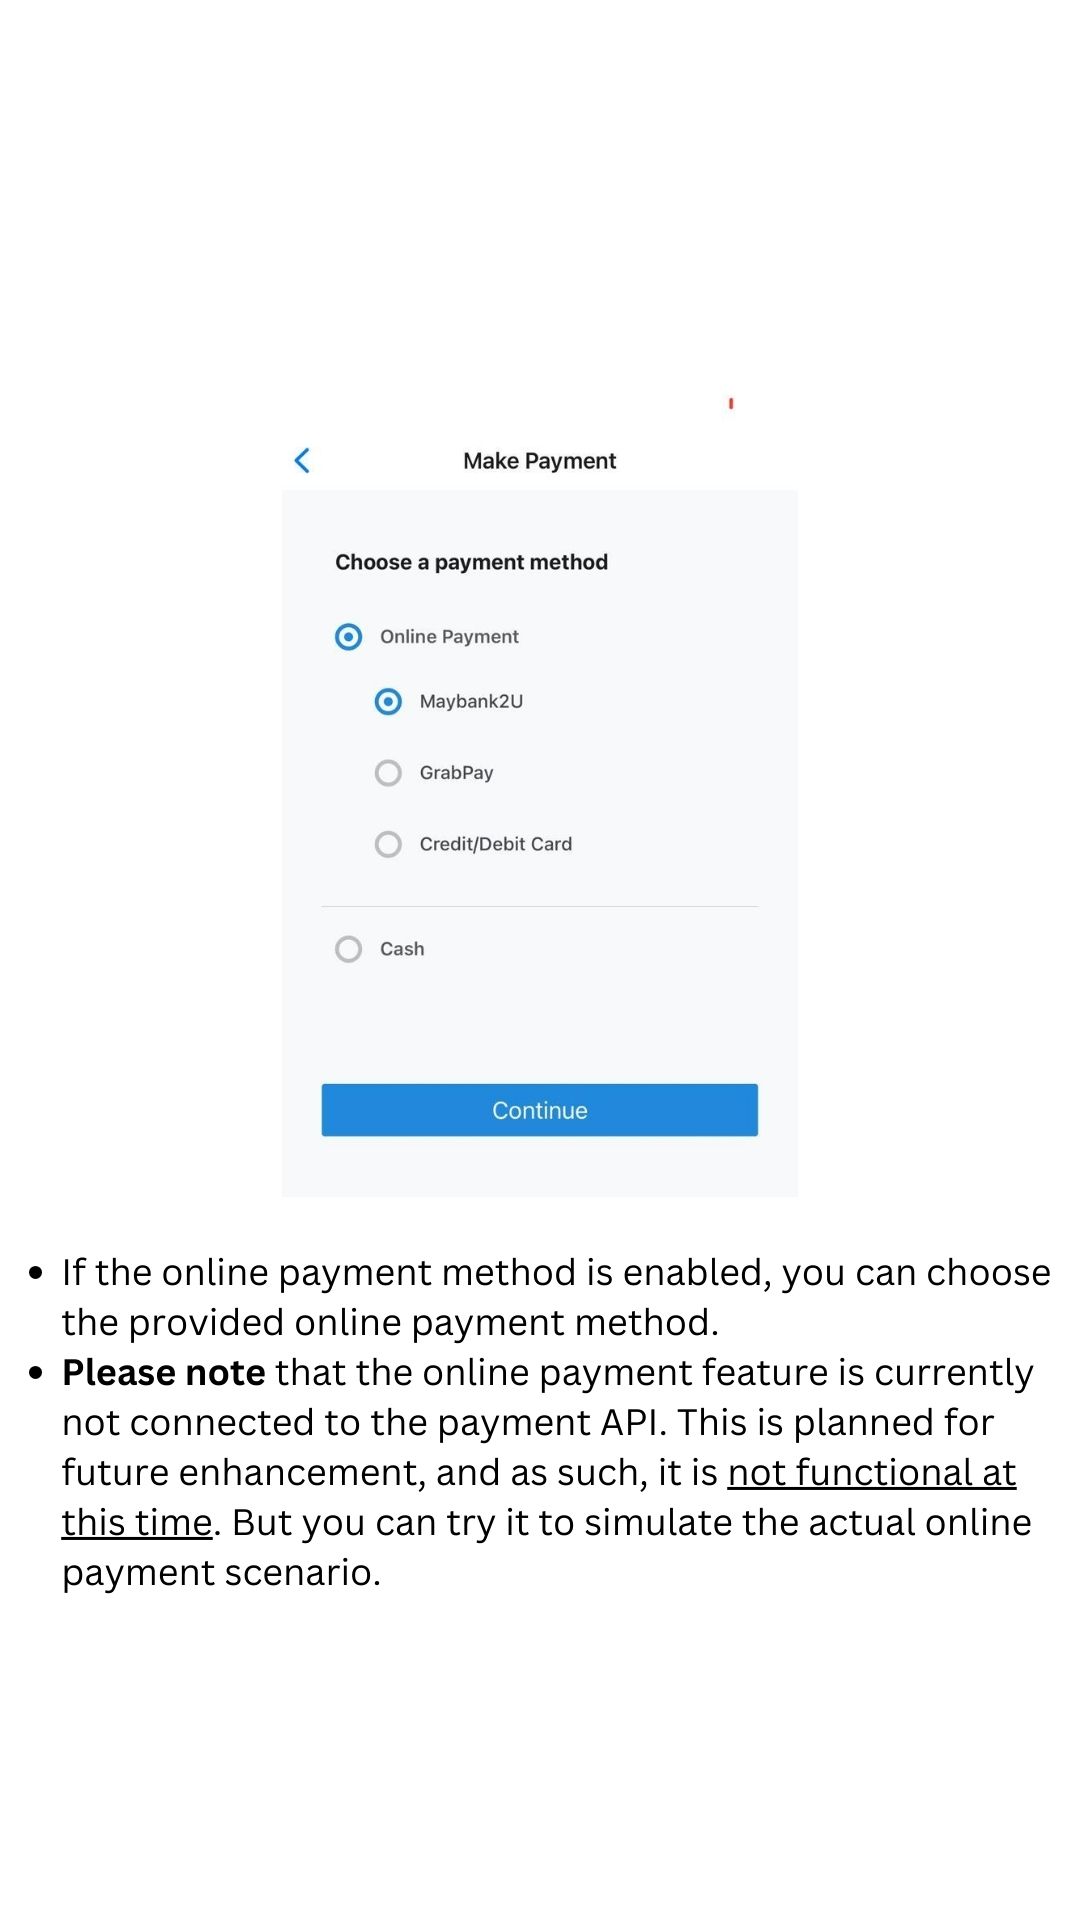 Make Payment
Choose a payment method
Online Payment
Maybank2U
GrabPay
Credit/Debit Card
Cash
Continue
• If the online payment method is enabled, you can choose
the provided online payment method.
• Please note that the online payment feature is currently
not connected to the payment API. This is planned for
future enhancement, and as such, it is not functional at
this time. But you can try it to simulate the actual online
payment scenario.